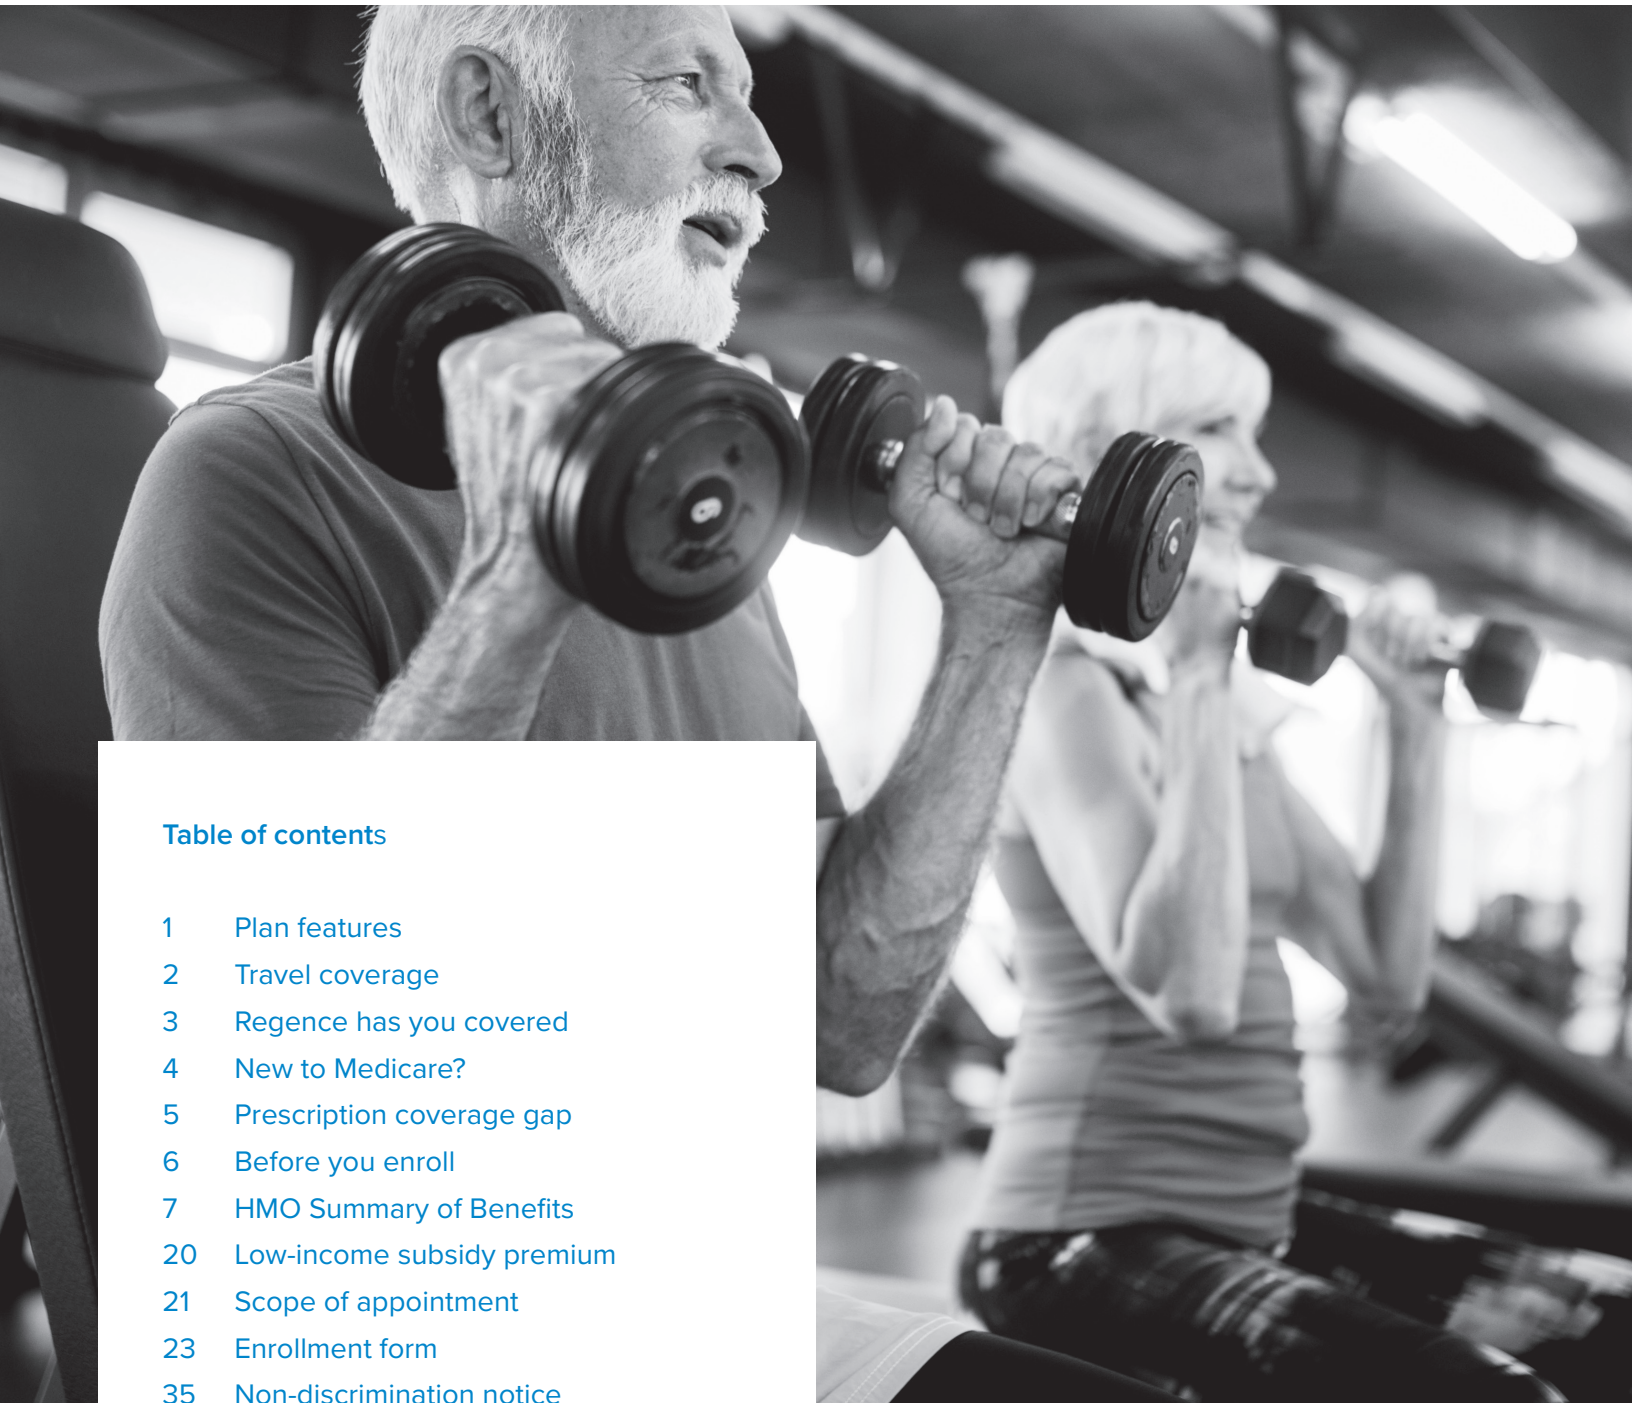 Table of contents
1 Plan features
2 Travel coverage
3 Regence has you covered
4 New to Medicare?
5 Prescription coverage gap
6 Before you enroll
7 HMO Summary of Benefits
20 Low-income subsidy premium
21 Scope of appointment
23 Enrollment form
35 Non-discrimination notice